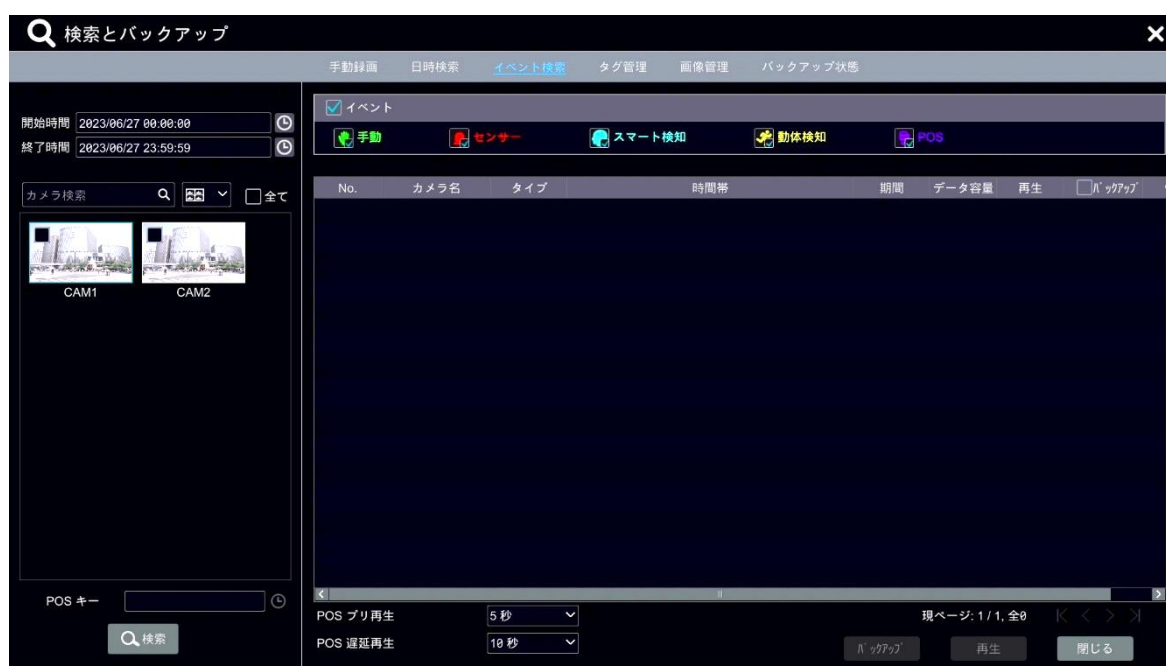 検索とバックアップ
手動録画 日時検索 イベント検索 タグ管理 画像管理 バックアップ状態
開始時間 2023/06/27 00:00:00
終了時間 2023/06/27 23:59:59
カメラ検索 全て
CAM1 CAM2
POS キー
検索
イベント
手動 センサー スマート検知 動体検知 POS
No. カメラ名 タイプ 時間帯 期間 データ容量 再生 バックアップ
POS プリ再生 5 秒 現ページ: 1 / 1, 全0
POS 遅延再生 10 秒 バックアップ 再生 閉じる